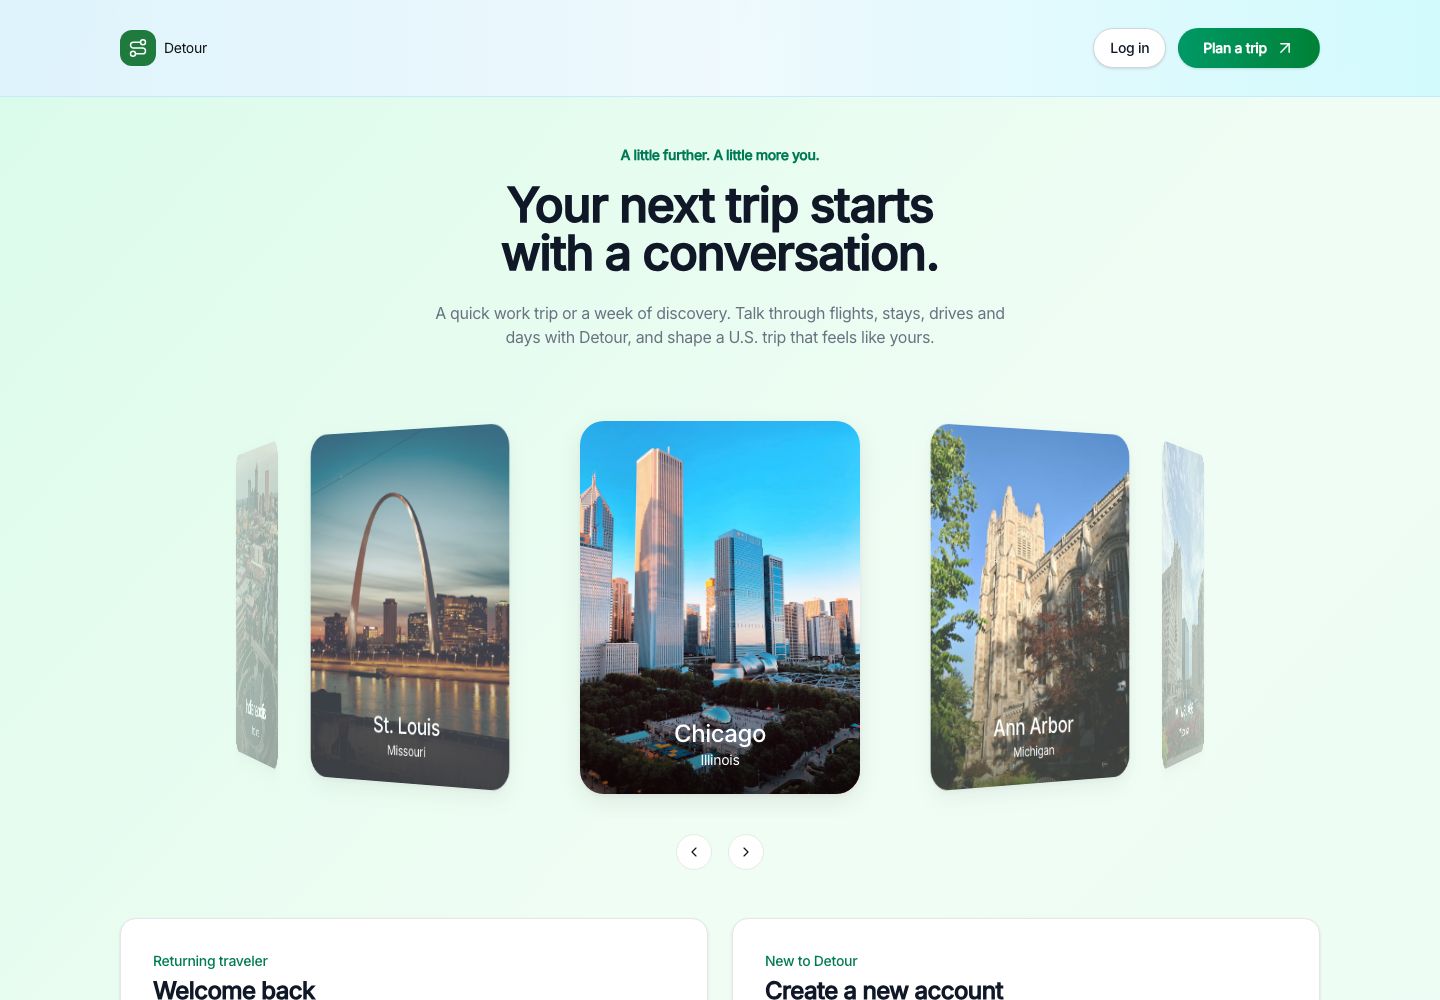 Detour
Log in
Plan a trip
A little further. A little more you.
Your next trip starts
with a conversation.
A quick work trip or a week of discovery. Talk through flights, stays, drives and
days with Detour, and shape a U.S. trip that feels like yours.
St. Louis
Missouri
Chicago
Illinois
Ann Arbor
Michigan
Returning traveler
Welcome back
New to Detour
Create a new account